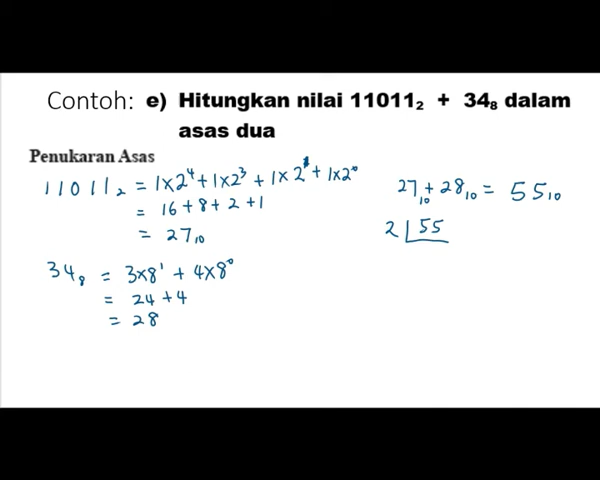 Contoh: e) Hitungkan nilai 11011₂ + 34₈ dalam
asas dua
Penukaran Asas
11011₂ = 1×2⁴ + 1×2³ + 1×2¹ + 1×2⁰
= 16 + 8 + 2 + 1
= 27₁₀
34₈ = 3×8¹ + 4×8⁰
= 24 + 4
= 28
27₁₀ + 28₁₀ = 55₁₀
2 | 55